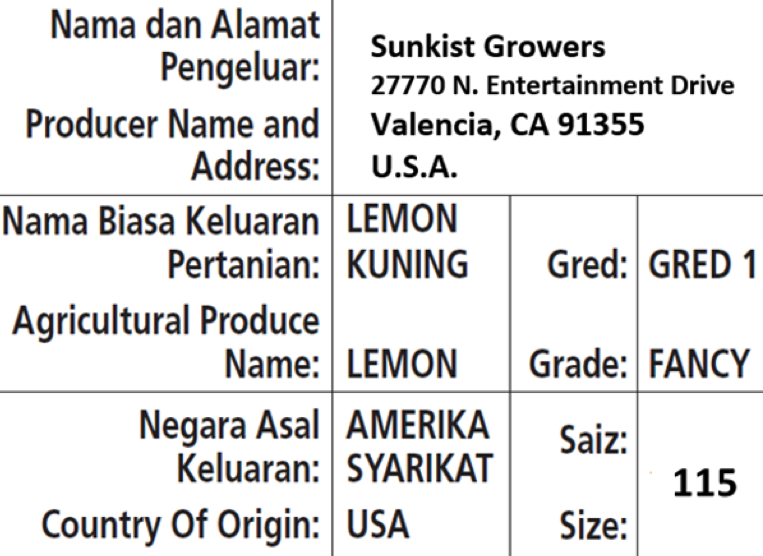 Nama dan Alamat
Pengeluar:
Producer Name and
Address:
Sunkist Growers
27770 N. Entertainment Drive
Valencia, CA 91355
U.S.A.
Nama Biasa Keluaran
Pertanian:
LEMON
KUNING
Gred:
GRED 1
Agricultural Produce
Name:
LEMON
Grade:
FANCY
Negara Asal
Keluaran:
AMERIKA
SYARIKAT
Saiz:
115
Country Of Origin:
USA
Size: